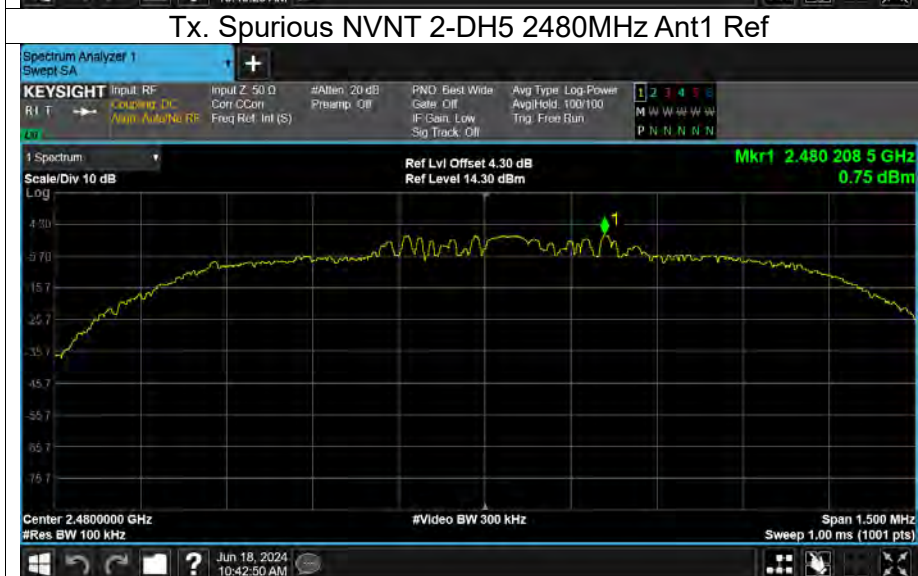 Tx. Spurious NVNT 2-DH5 2480MHz Ant1 Ref
Spectrum Analyzer 1
Swept SA
+
KEYSIGHT Input: RF Input Z: 50 Ω #Atten: 20 dB PNO: Best Wide Avg Type: Log-Power 1 2 3 4 5 6
Coupling: DC Corr CCorr Preamp: Off Gate: Off Avg|Hold: 100/100 M W W W W W
Align: Auto/No RF Freq Ref: Int (S) IF Gain: Low Trig: Free Run
Sig Track: Off P N N N N N
1 Spectrum Ref Lvl Offset 4.30 dB Mkr1 2.480 208 5 GHz
Scale/Div 10 dB Ref Level 14.30 dBm 0.75 dBm
Log
4.30
1
-5.70
-15.7
-25.7
-35.7
-45.7
-55.7
-65.7
-75.7
Center 2.4800000 GHz #Video BW 300 kHz Span 1.500 MHz
#Res BW 100 kHz Sweep 1.00 ms (1001 pts)
? Jun 18, 2024
10:42:50 AM